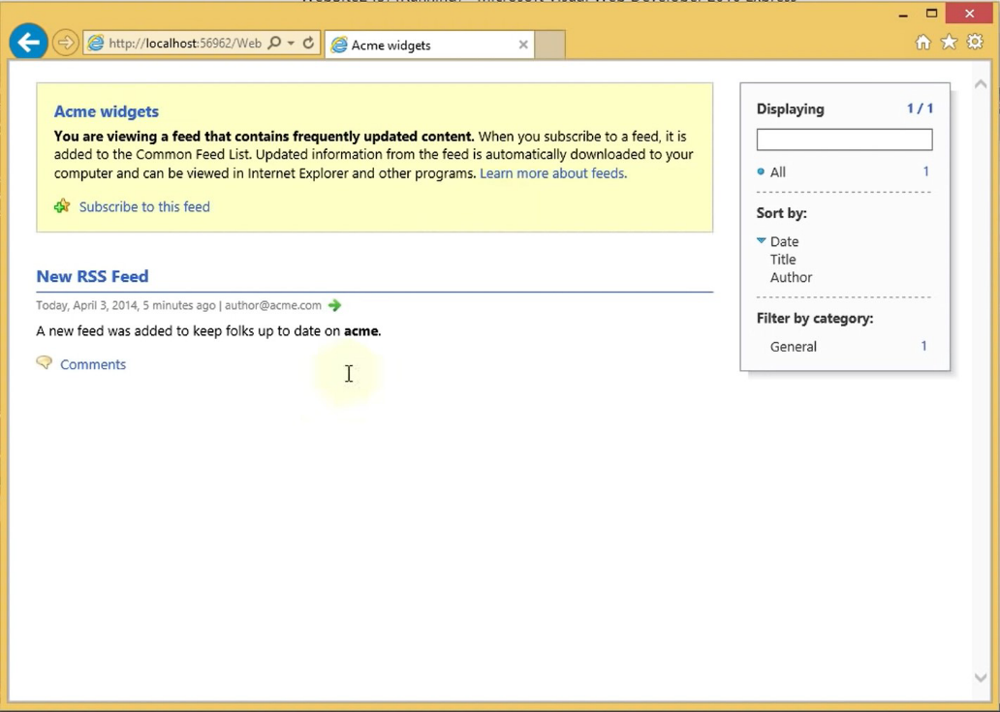 http://localhost:56962/Web
Acme widgets
Acme widgets
You are viewing a feed that contains frequently updated content. When you subscribe to a feed, it is
added to the Common Feed List. Updated information from the feed is automatically downloaded to your
computer and can be viewed in Internet Explorer and other programs. Learn more about feeds.
Subscribe to this feed
New RSS Feed
Today, April 3, 2014, 5 minutes ago | author@acme.com
A new feed was added to keep folks up to date on acme.
Comments
Displaying 1 / 1
All 1
Sort by:
Date
Title
Author
Filter by category:
General 1